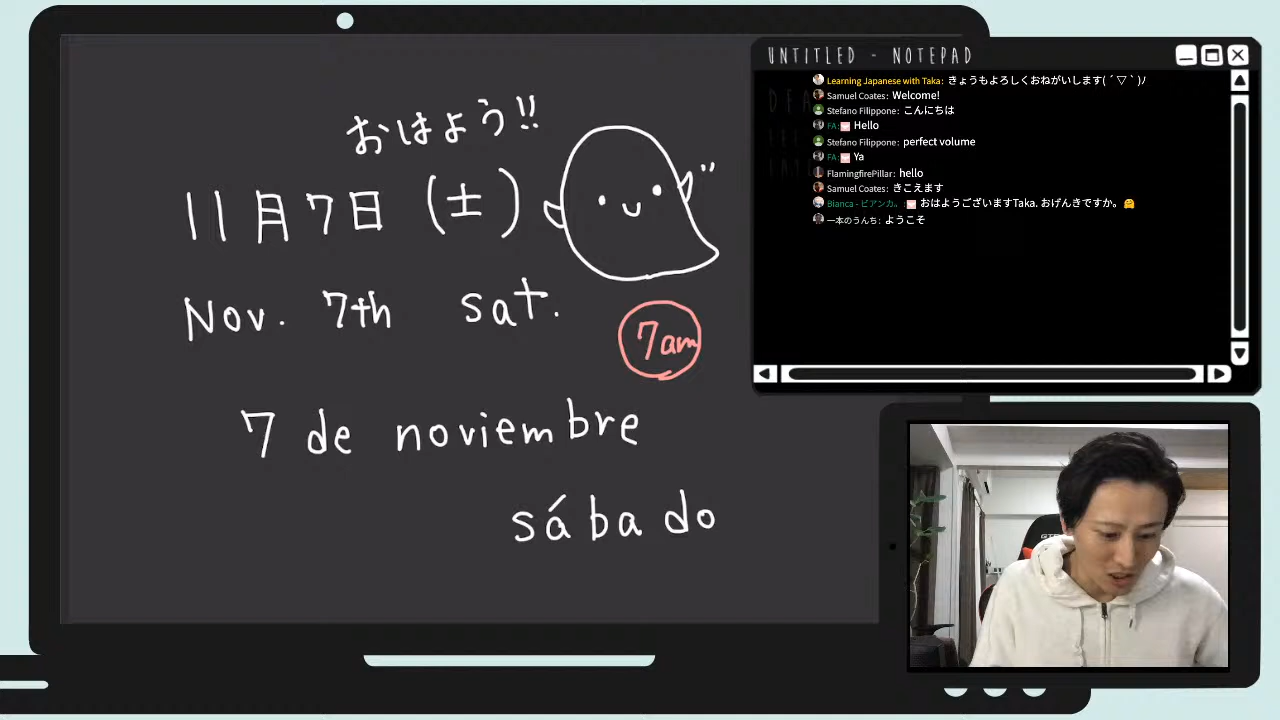 おはよう!!
11月7日 (土)
Nov. 7th sat.
7am
7 de noviembre
sábado
UNTITLED - NOTEPAD
Learning Japanese with Taka: きょうもよろしくおねがいします( ´ ▽ ` )ﾉ
Samuel Coates: Welcome!
Stefano Filippone: こんにちは
FA: Hello
Stefano Filippone: perfect volume
FA: Ya
FlamingfirePillar: hello
Samuel Coates: きこえます
Bianca - ビアンカ。: おはようございますTaka. おげんきですか。🤗
一本のうんち: ようこそ